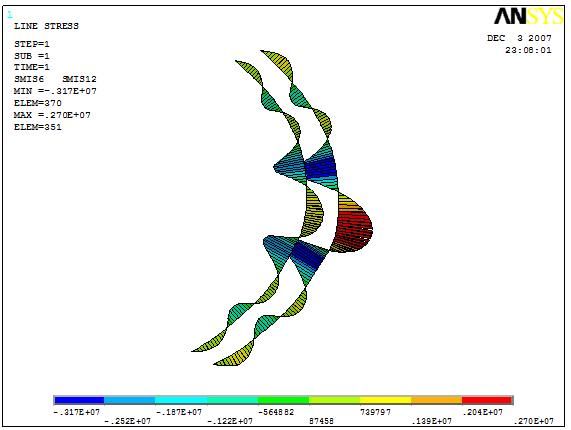 1
ANSYS
LINE STRESS
DEC 3 2007
23:08:01
STEP=1
SUB =1
TIME=1
SMIS6 SMIS12
MIN =-.317E+07
ELEM=370
MAX =.270E+07
ELEM=351
-.317E+07 -.187E+07 -564882 739797 .204E+07
-.252E+07 -.122E+07 87458 .139E+07 .270E+07